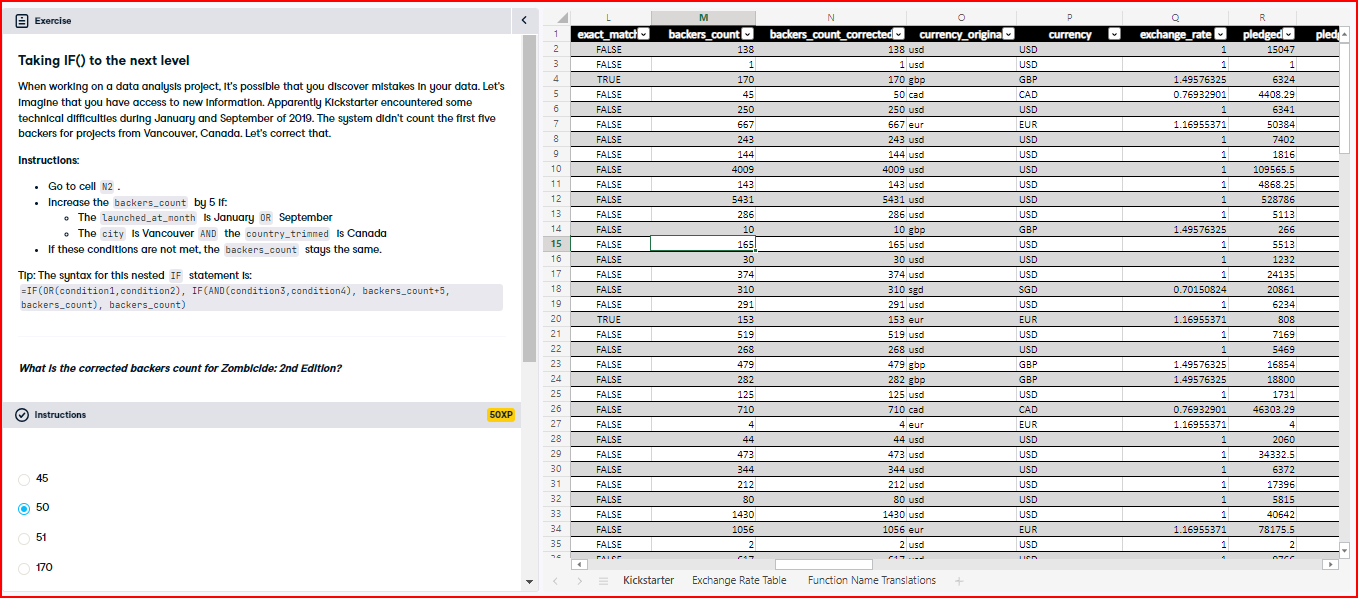 Exercise
Taking IF() to the next level
When working on a data analysis project, it's possible that you discover mistakes in your data. Let's
imagine that you have access to new information. Apparently Kickstarter encountered some
technical difficulties during January and September of 2019. The system didn't count the first five
backers for projects from Vancouver, Canada. Let's correct that.
Instructions:
• Go to cell N2 .
• Increase the backers_count by 5 if:
◦ The launched_at_month is January OR September
◦ The city is Vancouver AND the country_trimmed is Canada
• If these conditions are not met, the backers_count stays the same.
Tip: The syntax for this nested IF statement is:
=IF(OR(condition1,condition2), IF(AND(condition3,condition4), backers_count+5,
backers_count), backers_count)
What is the corrected backers count for Zombicide: 2nd Edition?
Instructions 50XP
45
50
51
170
L M N O P Q R
1 exact_match backers_count backers_count_corrected currency_origina currency exchange_rate pledged pled
2 FALSE 138 138 usd USD 1 15047
3 FALSE 1 1 usd USD 1 1
4 TRUE 170 170 gbp GBP 1.49576325 6324
5 FALSE 45 50 cad CAD 0.76932901 4408.29
6 FALSE 250 250 usd USD 1 6341
7 FALSE 667 667 eur EUR 1.16955371 50384
8 FALSE 243 243 usd USD 1 7402
9 FALSE 144 144 usd USD 1 1816
10 FALSE 4009 4009 usd USD 1 109565.5
11 FALSE 143 143 usd USD 1 4868.25
12 FALSE 5431 5431 usd USD 1 528786
13 FALSE 286 286 usd USD 1 5113
14 FALSE 10 10 gbp GBP 1.49576325 266
15 FALSE 165 165 usd USD 1 5513
16 FALSE 30 30 usd USD 1 1232
17 FALSE 374 374 usd USD 1 24135
18 FALSE 310 310 sgd SGD 0.70150824 20861
19 FALSE 291 291 usd USD 1 6234
20 TRUE 153 153 eur EUR 1.16955371 808
21 FALSE 519 519 usd USD 1 7169
22 FALSE 268 268 usd USD 1 5469
23 FALSE 479 479 gbp GBP 1.49576325 16854
24 FALSE 282 282 gbp GBP 1.49576325 18800
25 FALSE 125 125 usd USD 1 1731
26 FALSE 710 710 cad CAD 0.76932901 46303.29
27 FALSE 4 4 eur EUR 1.16955371 4
28 FALSE 44 44 usd USD 1 2060
29 FALSE 473 473 usd USD 1 34332.5
30 FALSE 344 344 usd USD 1 6372
31 FALSE 212 212 usd USD 1 17396
32 FALSE 80 80 usd USD 1 5815
33 FALSE 1430 1430 usd USD 1 40642
34 FALSE 1056 1056 eur EUR 1.16955371 78175.5
35 FALSE 2 2 usd USD 1 2
Kickstarter Exchange Rate Table Function Name Translations +